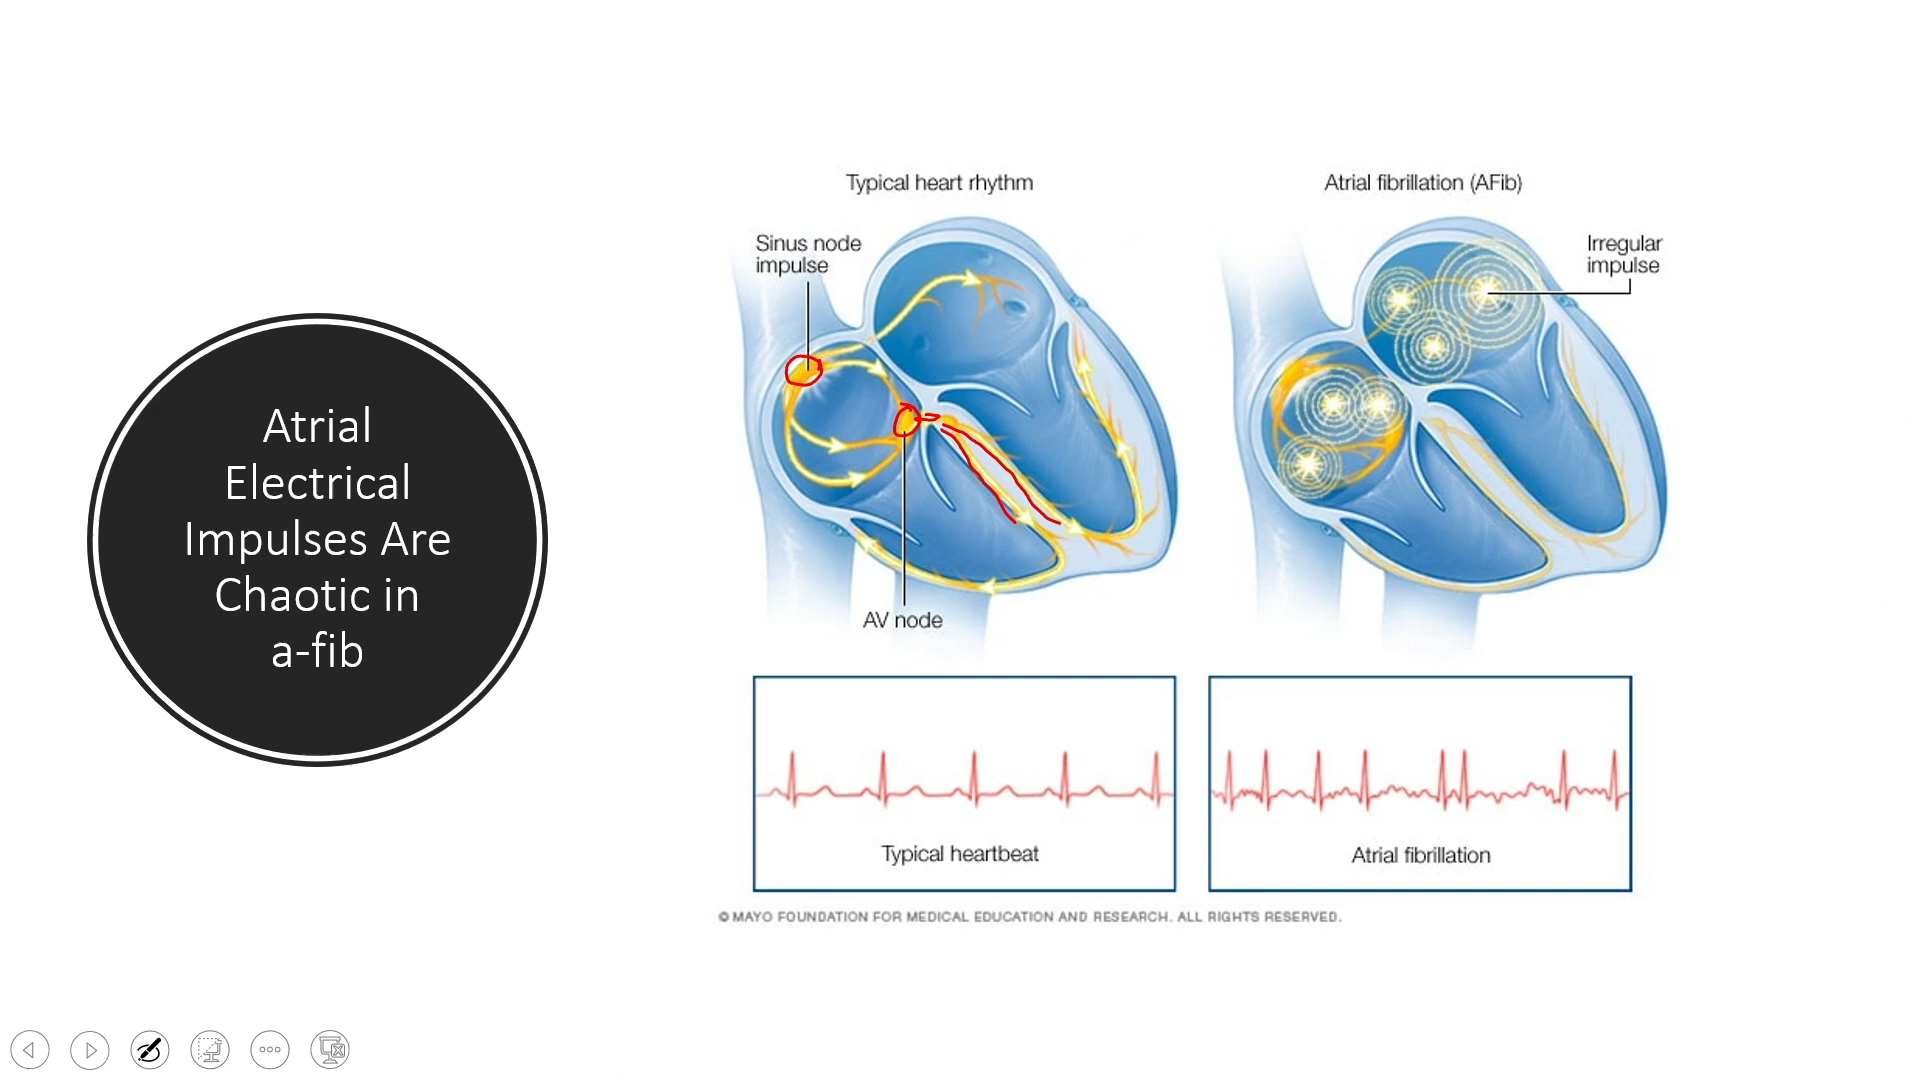 Atrial
Electrical
Impulses Are
Chaotic in
a-fib
Typical heart rhythm
Sinus node
impulse
AV node
Atrial fibrillation (AFib)
Irregular
impulse
Typical heartbeat
Atrial fibrillation
© MAYO FOUNDATION FOR MEDICAL EDUCATION AND RESEARCH. ALL RIGHTS RESERVED.